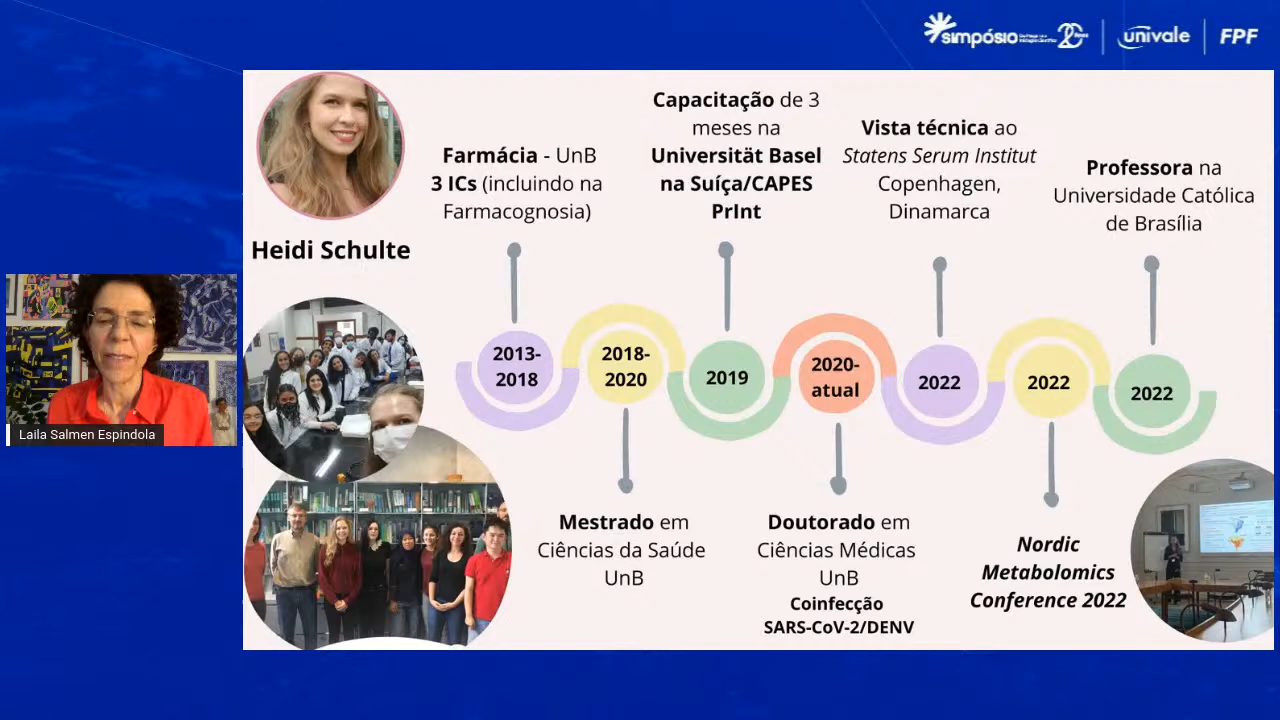 simpósio 20
univale
FPF
Farmácia - UnB
3 ICs (incluindo na
Farmacognosia)
Capacitação de 3
meses na
Universität Basel
na Suíça/CAPES
PrInt
Vista técnica ao
Statens Serum Institut
Copenhagen,
Dinamarca
Professora na
Universidade Católica
de Brasília
Heidi Schulte
2013-
2018
2018-
2020
2019
2020-
atual
2022
2022
2022
Laila Salmen Espindola
Mestrado em
Ciências da Saúde
UnB
Doutorado em
Ciências Médicas
UnB
Coinfecção
SARS-CoV-2/DENV
Nordic
Metabolomics
Conference 2022